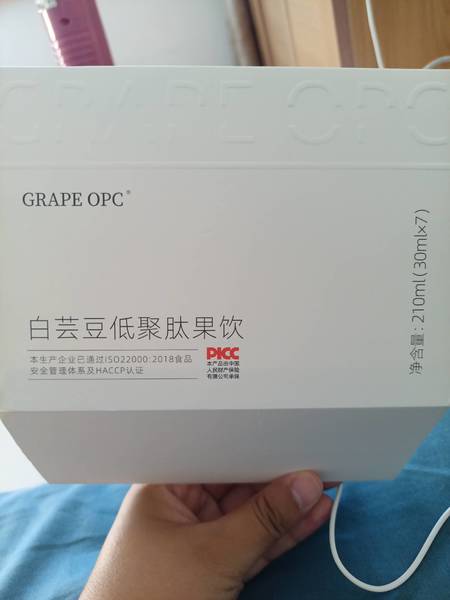 GRAPE OPC
GRAPE OPC®
白芸豆低聚肽果饮
本生产企业已通过ISO22000:2018食品
安全管理体系及HACCP认证
PICC
本产品由中国
人民财产保险
有限公司承保
净含量:210ml(30ml×7)